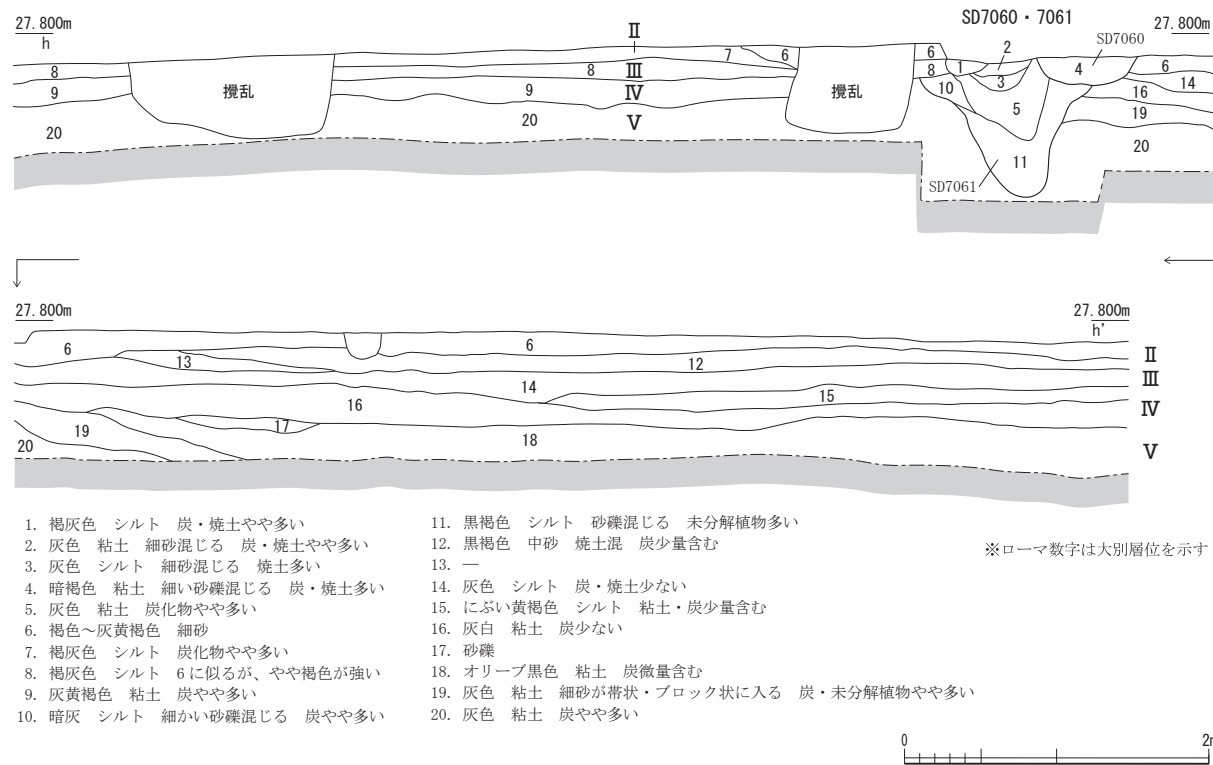 27.800m
h
Ⅱ
SD7060・7061
27.800m
SD7060
8
9
20
攪乱
8
Ⅲ
9
Ⅳ
20
Ⅴ
7
6
攪乱
6
8
10
1
2
3
5
11
SD7061
4
6
14
16
19
20
27.800m
27.800m
h'
6
13
6
12
14
16
15
17
19
20
18
Ⅱ
Ⅲ
Ⅳ
Ⅴ
1. 褐灰色 シルト 炭・焼土やや多い
2. 灰色 粘土 細砂混じる 炭・焼土やや多い
3. 灰色 シルト 細砂混じる 焼土多い
4. 暗褐色 粘土 細い砂礫混じる 炭・焼土多い
5. 灰色 粘土 炭化物やや多い
6. 褐色～灰黄褐色 細砂
7. 褐灰色 シルト 炭化物やや多い
8. 褐灰色 シルト 6に似るが、やや褐色が強い
9. 灰黄褐色 粘土 炭やや多い
10. 暗灰 シルト 細かい砂礫混じる 炭やや多い
11. 黒褐色 シルト 砂礫混じる 未分解植物多い
12. 黒褐色 中砂 焼土混 炭少量含む
13. ―
14. 灰色 シルト 炭・焼土少ない
15. にぶい黄褐色 シルト 粘土・炭少量含む
16. 灰白 粘土 炭少ない
17. 砂礫
18. オリーブ黒色 粘土 炭微量含む
19. 灰色 粘土 細砂が帯状・ブロック状に入る 炭・未分解植物やや多い
20. 灰色 粘土 炭やや多い
※ローマ数字は大別層位を示す
0
2m